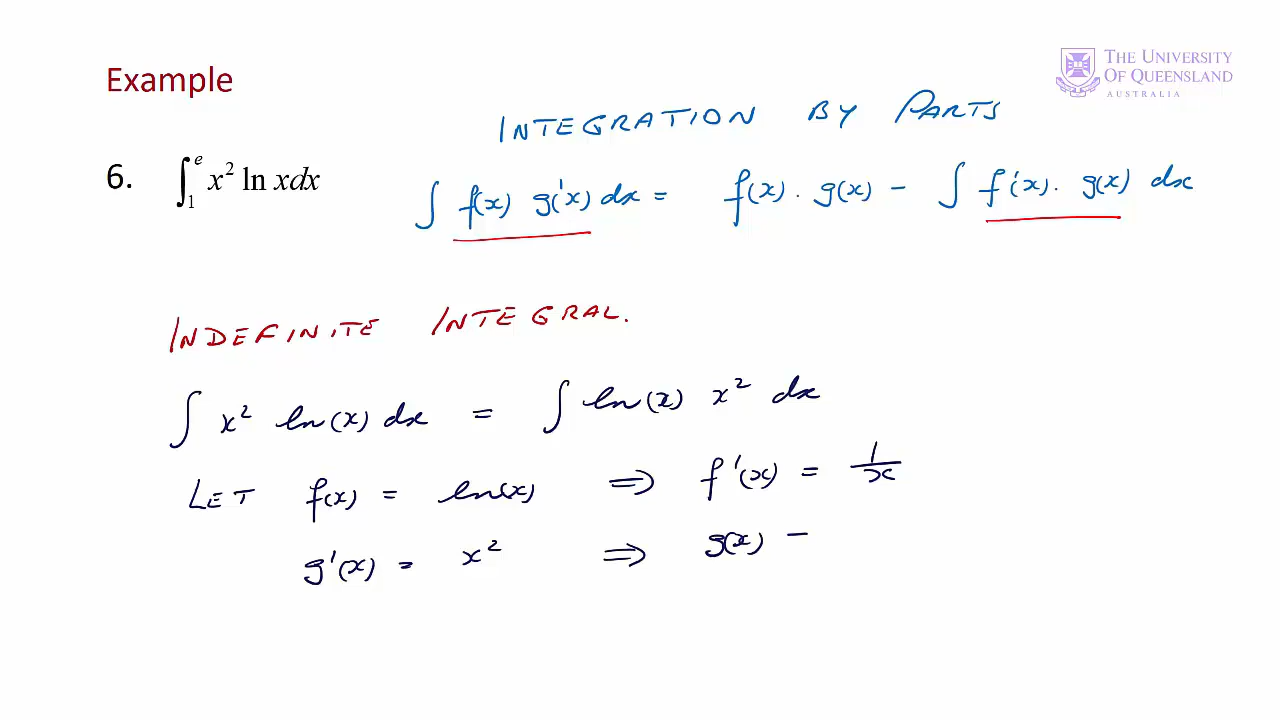 Example
THE UNIVERSITY
OF QUEENSLAND
AUSTRALIA
INTEGRATION BY PARTS
6. ∫₁ᵉ x² ln xdx
∫ f(x) g'(x) dx = f(x) . g(x) − ∫ f'(x) . g(x) dx
INDEFINITE INTEGRAL.
∫ x² ln(x) dx = ∫ ln(x) x² dx
LET f(x) = ln(x) ⟹ f'(x) = 1/x
g'(x) = x² ⟹ g(x) −